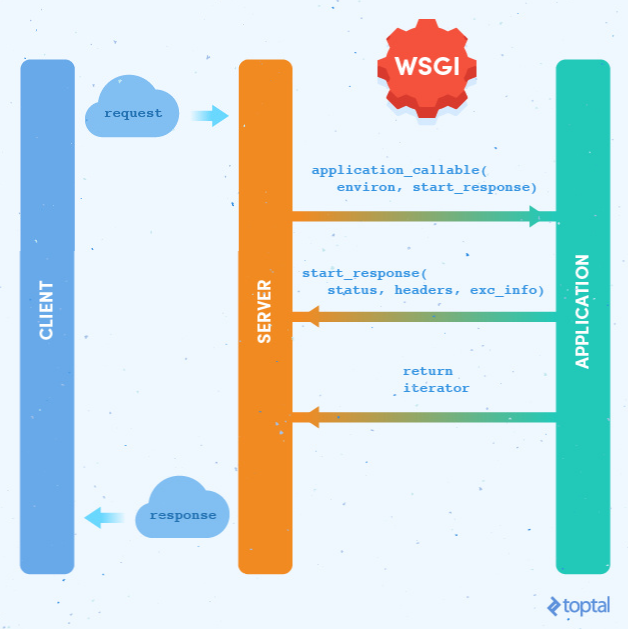 WSGI
request
application_callable(
environ, start_response)
CLIENT
SERVER
APPLICATION
start_response(
status, headers, exc_info)
return
iterator
response
toptal